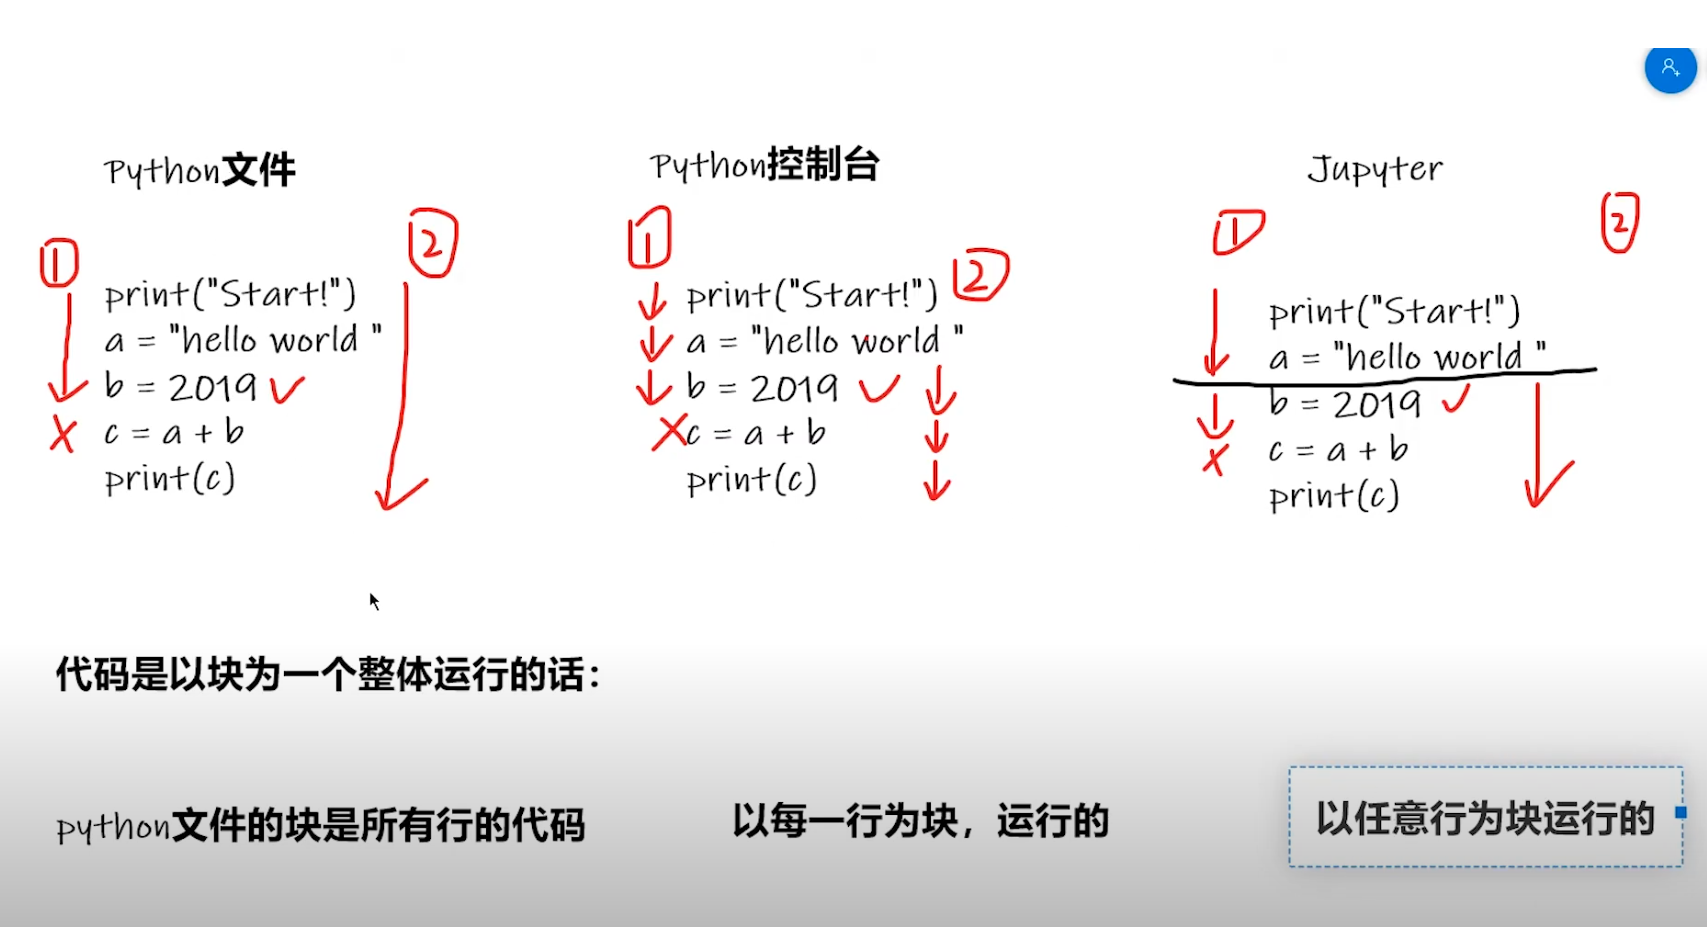 Python文件
① ②
print("Start!")
a = "hello world "
b = 2019 ✓
✗ c = a + b
print(c)
Python控制台
① ②
print("Start!")
a = "hello world "
b = 2019 ✓
✗ c = a + b
print(c)
Jupyter
① ②
print("Start!")
a = "hello world "
b = 2019 ✓
✗ c = a + b
print(c)
代码是以块为一个整体运行的话：
python文件的块是所有行的代码
以每一行为块，运行的
以任意行为块运行的